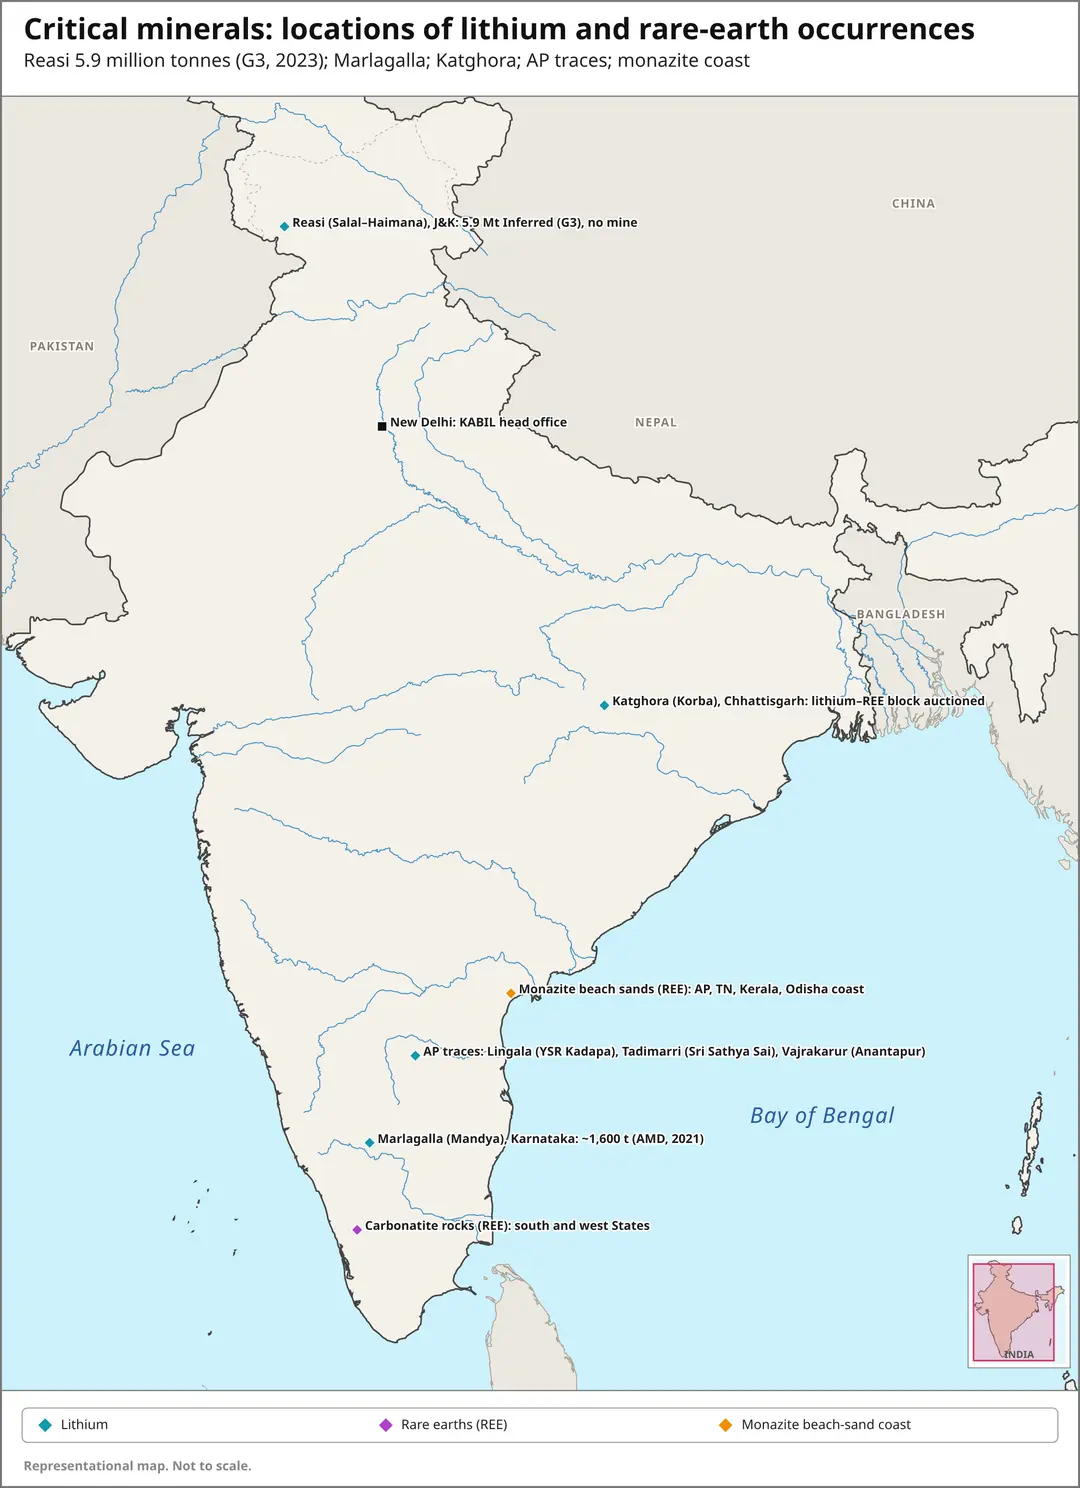 Critical minerals: locations of lithium and rare-earth occurrences
Reasi 5.9 million tonnes (G3, 2023); Marlagalla; Katghora; AP traces; monazite coast
CHINA
Reasi (Salal–Haimana), J&K: 5.9 Mt Inferred (G3), no mine
PAKISTAN
New Delhi: KABIL head office
NEPAL
BANGLADESH
Katghora (Korba), Chhattisgarh: lithium–REE block auctioned
Monazite beach sands (REE): AP, TN, Kerala, Odisha coast
Arabian Sea
AP traces: Lingala (YSR Kadapa), Tadimarri (Sri Sathya Sai), Vajrakarur (Anantapur)
Bay of Bengal
Marlagalla (Mandya), Karnataka: ~1,600 t (AMD, 2021)
Carbonatite rocks (REE): south and west States
INDIA
Lithium
Rare earths (REE)
Monazite beach-sand coast
Representational map. Not to scale.